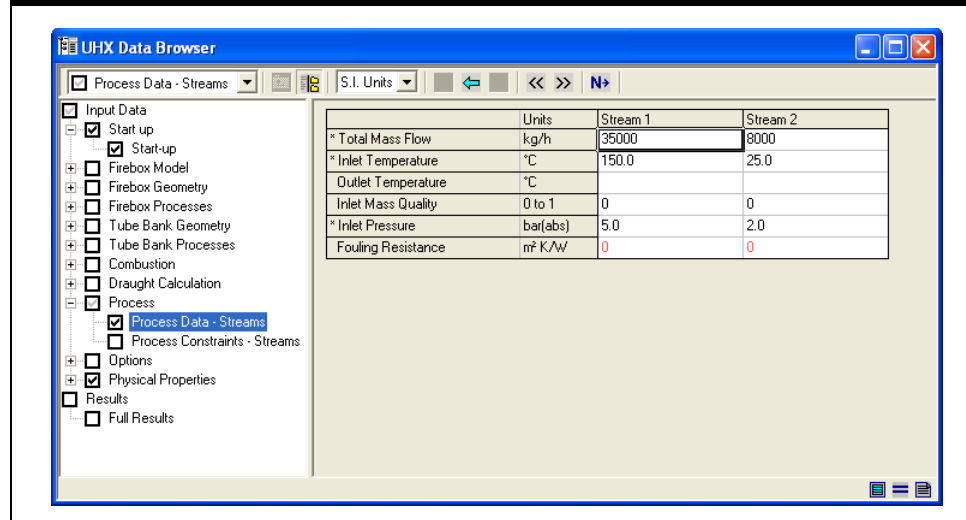 UHX Data Browser
Process Data - Streams S.I. Units << >> N→
Input Data
Start up
Start-up
Firebox Model
Firebox Geometry
Firebox Processes
Tube Bank Geometry
Tube Bank Processes
Combustion
Draught Calculation
Process
Process Data - Streams
Process Constraints - Streams
Options
Physical Properties
Results
Full Results
Units Stream 1 Stream 2
* Total Mass Flow kg/h 35000 8000
* Inlet Temperature °C 150.0 25.0
Outlet Temperature °C
Inlet Mass Quality 0 to 1 0 0
* Inlet Pressure bar(abs) 5.0 2.0
Fouling Resistance m² K/W 0 0